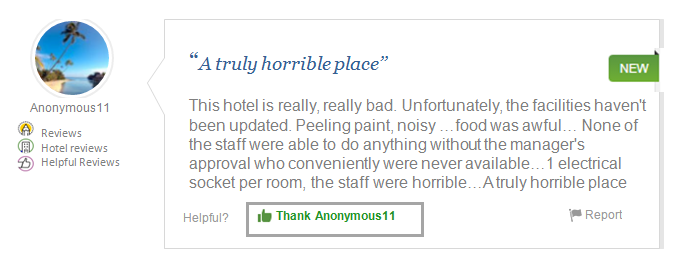 “A truly horrible place”
NEW
Anonymous11
Reviews
Hotel reviews
Helpful Reviews
This hotel is really, really bad. Unfortunately, the facilities haven't
been updated. Peeling paint, noisy …food was awful… None of
the staff were able to do anything without the manager's
approval who conveniently were never available…1 electrical
socket per room, the staff were horrible…A truly horrible place
Helpful?
Thank Anonymous11
Report